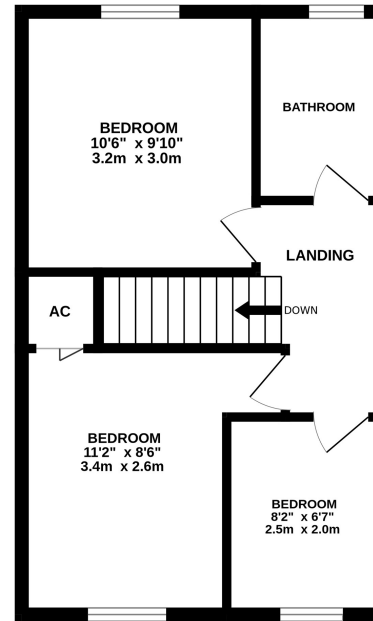 BATHROOM
BEDROOM
10'6" x 9'10"
3.2m x 3.0m
LANDING
AC
DOWN
BEDROOM
11'2" x 8'6"
3.4m x 2.6m
BEDROOM
8'2" x 6'7"
2.5m x 2.0m